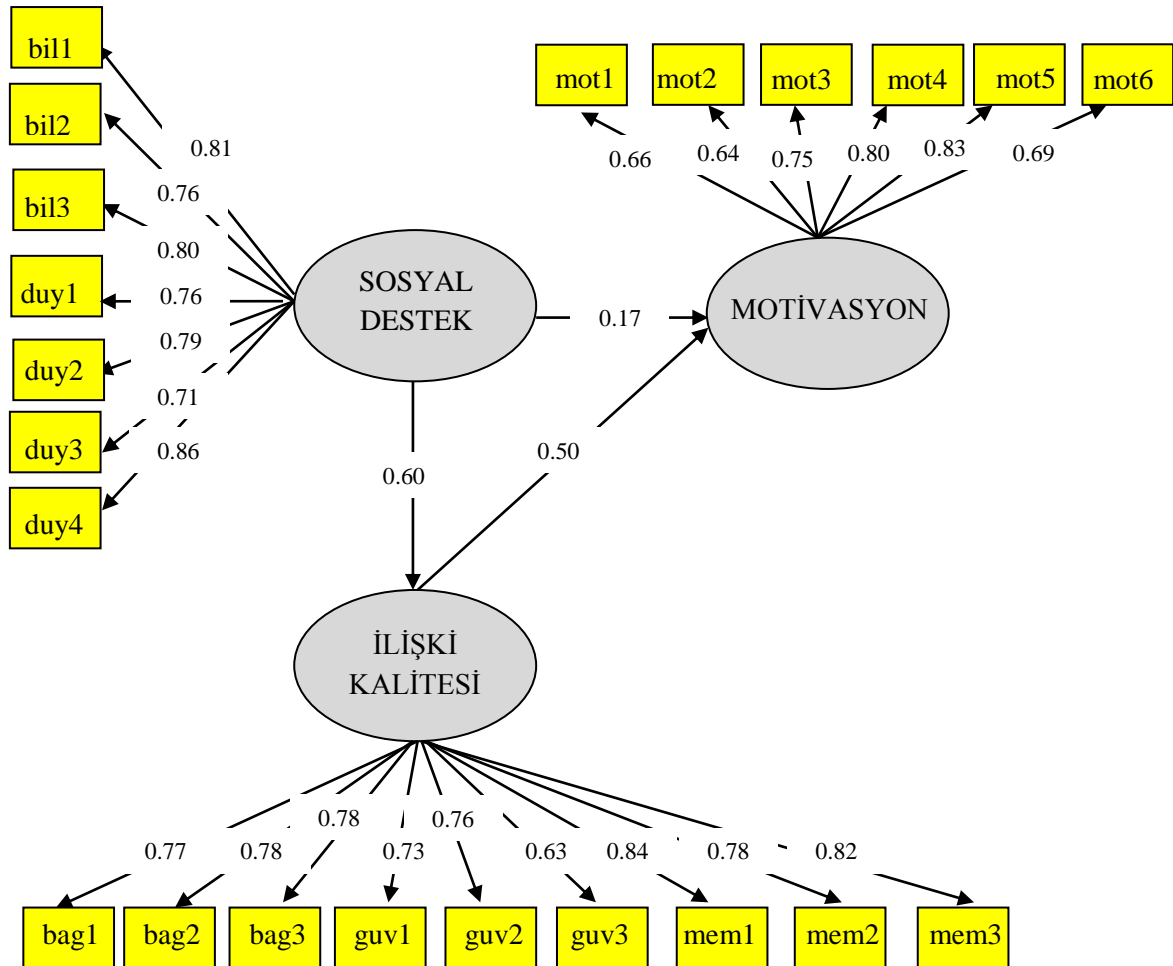 bil1
bil2
bil3
duy1
duy2
duy3
duy4
0.81
0.76
0.80
0.76
0.79
0.71
0.86
mot1 mot2 mot3 mot4 mot5 mot6
0.66 0.64 0.75 0.80 0.83 0.69
SOSYAL
DESTEK
0.17
MOTİVASYON
0.60
0.50
İLİŞKİ
KALİTESİ
0.77 0.78 0.78 0.73 0.76 0.63 0.84 0.78 0.82
bag1 bag2 bag3 guv1 guv2 guv3 mem1 mem2 mem3